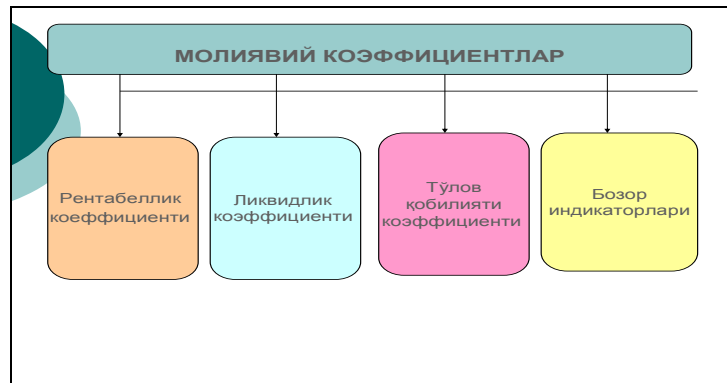 МОЛИЯВИЙ КОЭФФИЦИЕНТЛАР
Рентабеллик
коеффициенти
Ликвидлик
коэффициенти
Тўлов
қобилияти
коэффициенти
Бозор
индикаторлари